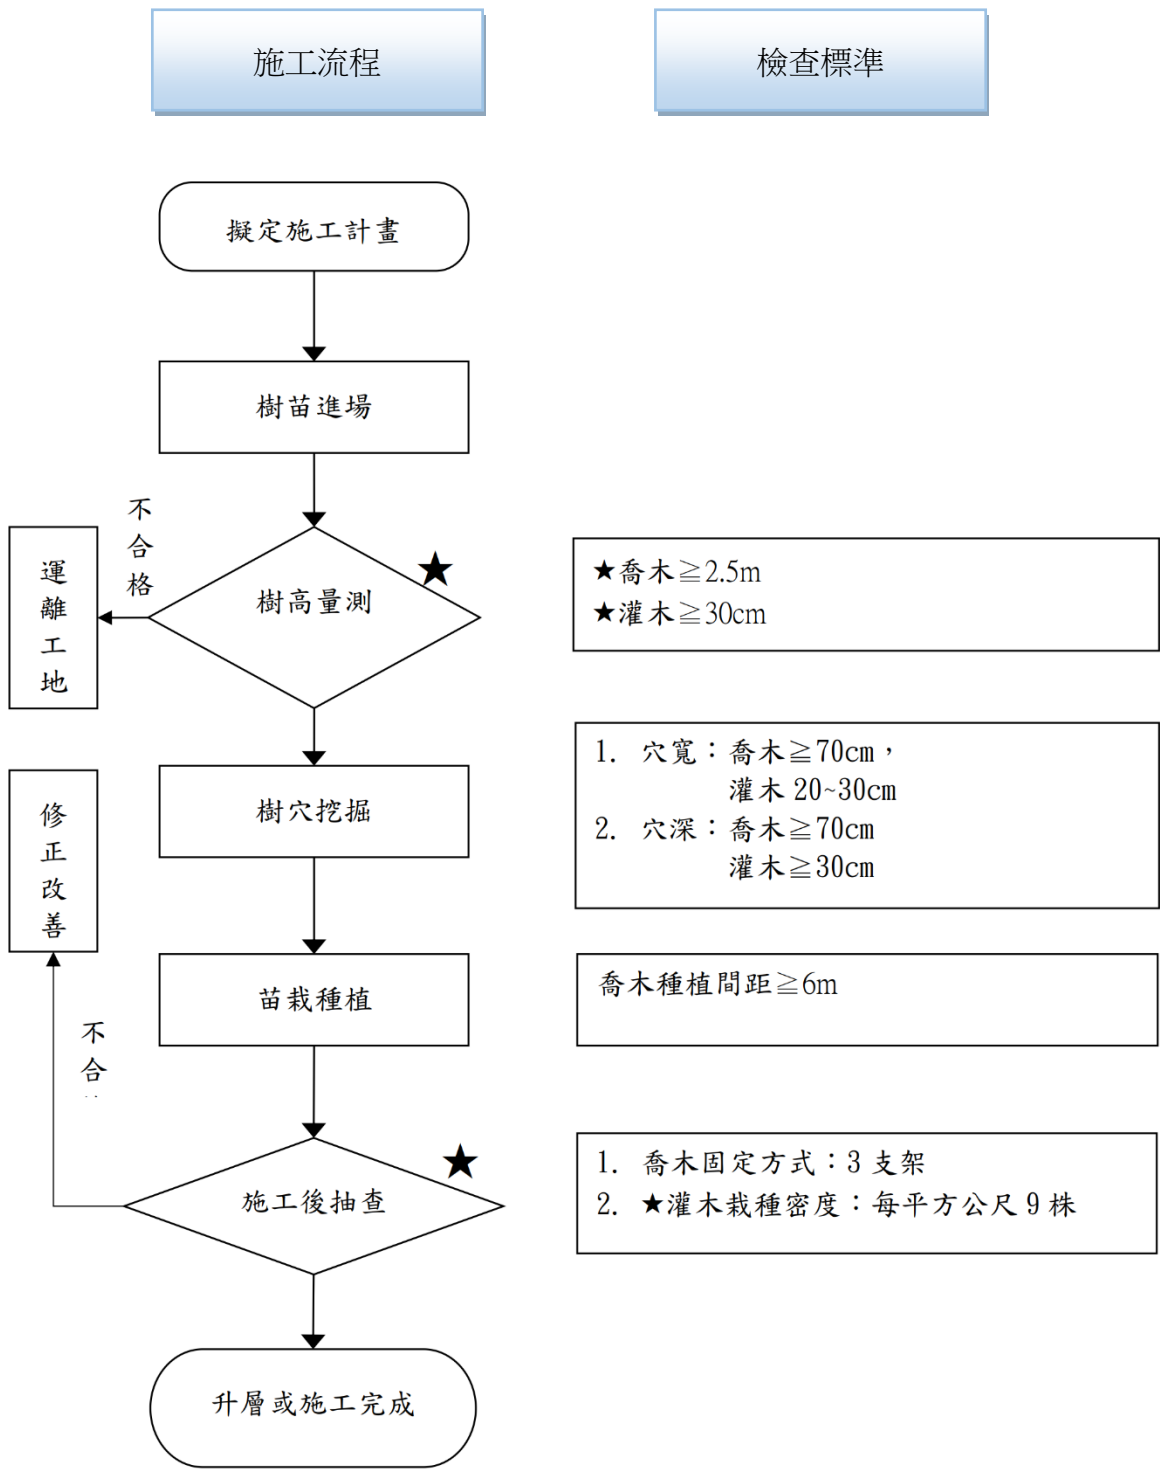 施工流程
檢查標準
擬定施工計畫
樹苗進場
不合格
運離工地
樹高量測
★
★喬木≧2.5m
★灌木≧30cm
樹穴挖掘
1. 穴寬：喬木≧70cm，
灌木 20~30cm
2. 穴深：喬木≧70cm
灌木≧30cm
修正改善
苗栽種植
喬木種植間距≧6m
不合
施工後抽查
★
1. 喬木固定方式：3 支架
2. ★灌木栽種密度：每平方公尺 9 株
升層或施工完成